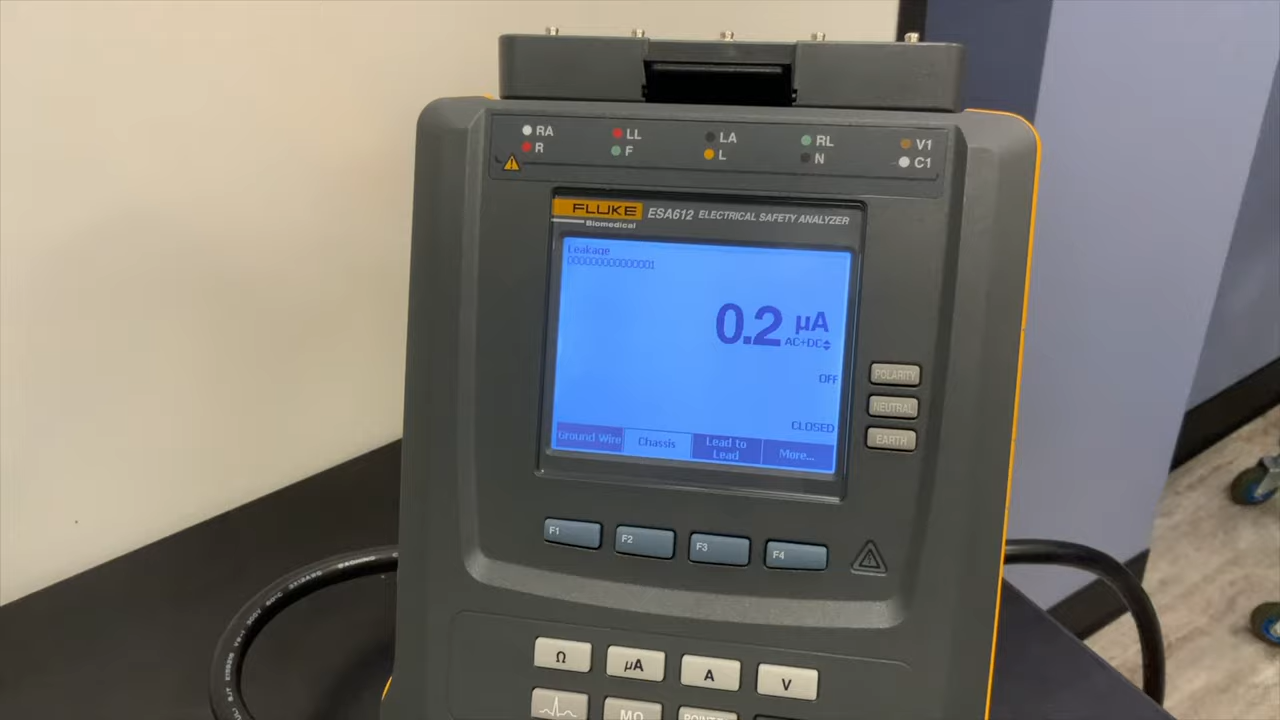 RA LL LA RL V1
R F L N C1
FLUKE ESA612 ELECTRICAL SAFETY ANALYZER
Biomedical
Leakage
0.2 µA
AC+DC
OFF
POLARITY
NEUTRAL
CLOSED
EARTH
Ground Wire Chassis Lead to Lead More...
F1 F2 F3 F4
Ω µA A V
MΩ